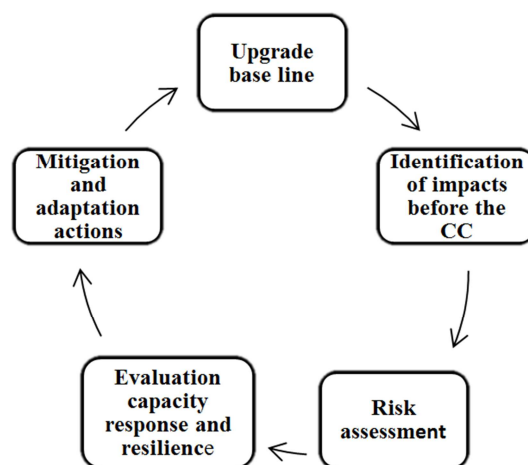 Upgrade
base line
Identification
of impacts
before the
CC
Risk
assessment
Evaluation
capacity
response and
resilience
Mitigation
and
adaptation
actions